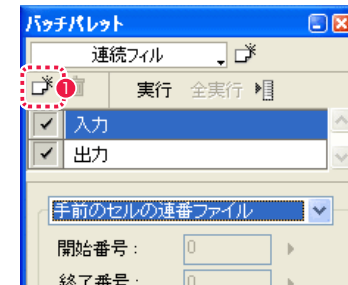 バッチパレット
連続フィル
1
実行 全実行
入力
出力
手前のセルの連番ファイル
開始番号： 0
終了番号： 0